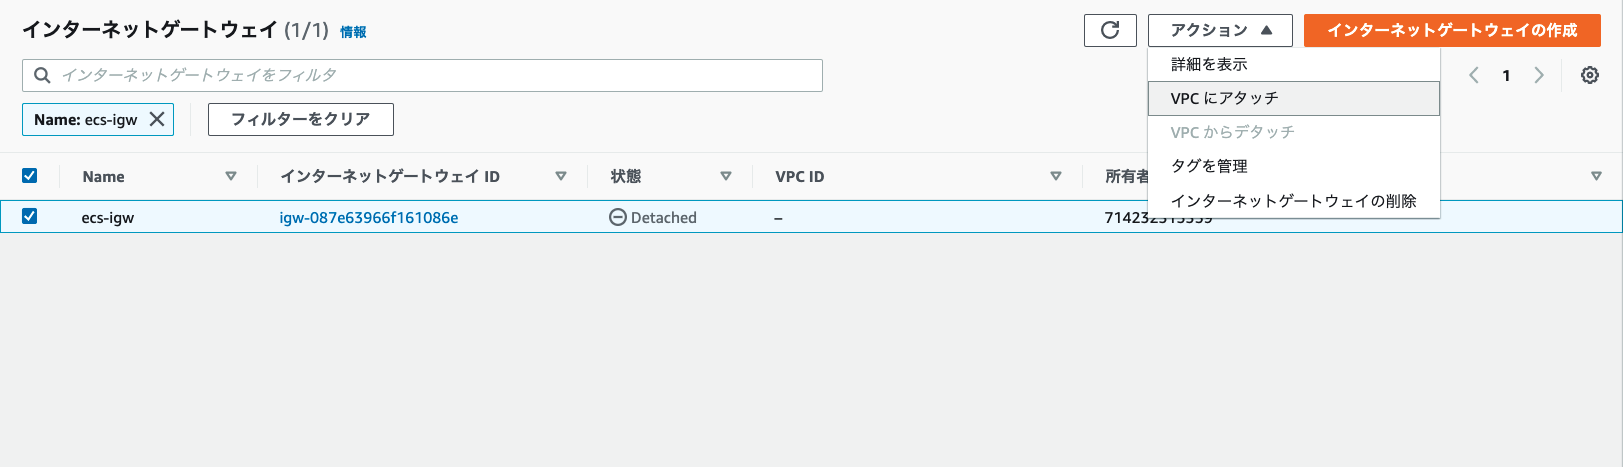 インターネットゲートウェイ (1/1) 情報
アクション
インターネットゲートウェイの作成
インターネットゲートウェイをフィルタ
1
Name: ecs-igw
フィルターをクリア
詳細を表示
VPC にアタッチ
VPC からデタッチ
タグを管理
インターネットゲートウェイの削除
Name インターネットゲートウェイ ID 状態 VPC ID 所有者
ecs-igw igw-087e63966f161086e Detached –